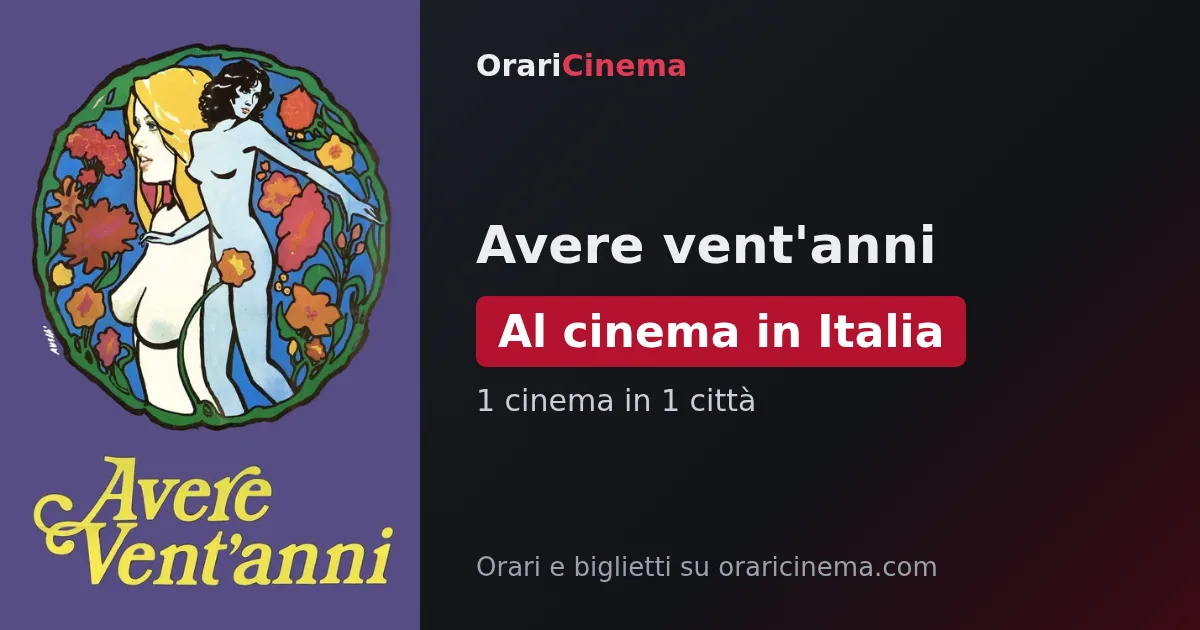 Avere
Vent'anni
OrariCinema
Avere vent'anni
Al cinema in Italia
1 cinema in 1 città
Orari e biglietti su oraricinema.com